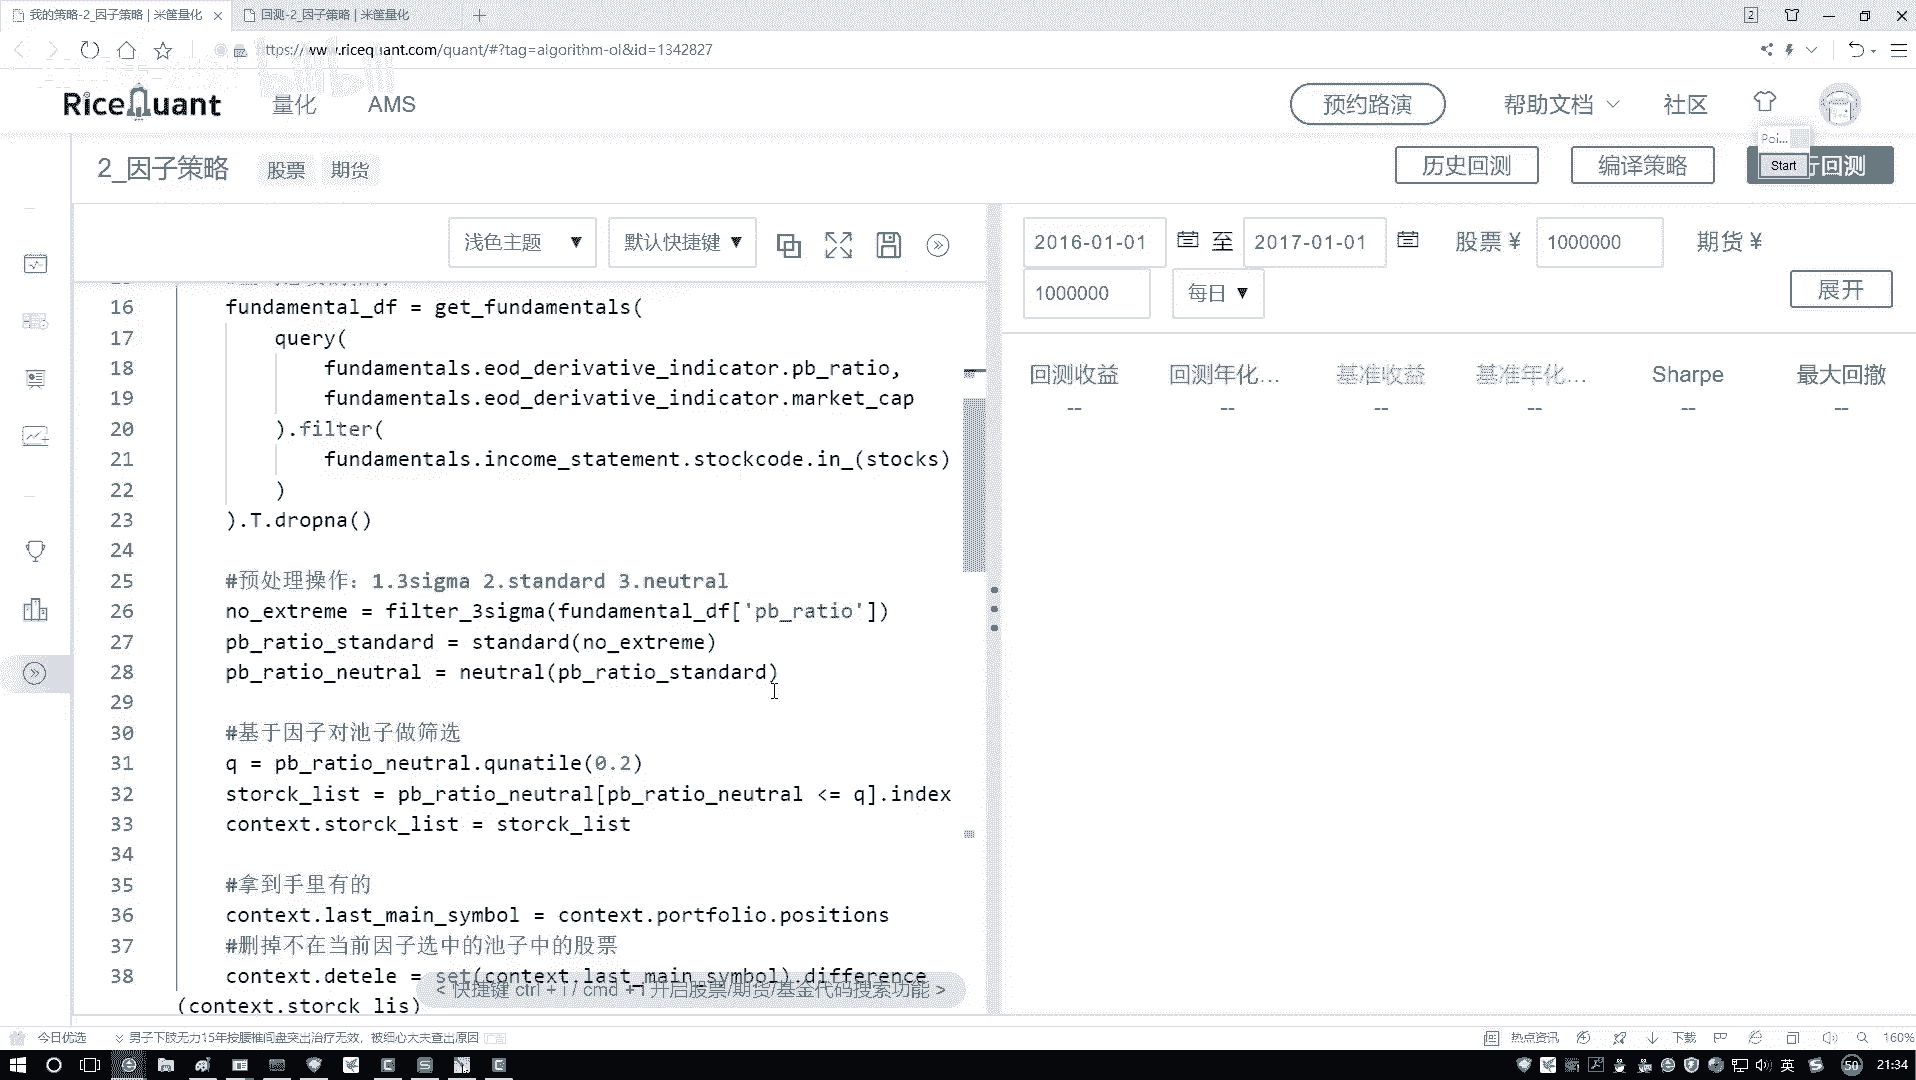 我的策略-2_因子策略 | 米筐量化
回测-2_因子策略 | 米筐量化
2
https://www.ricequant.com/quant/#?tag=algorithm-ol&id=1342827
bilibili
RiceQuant
量化
AMS
预约路演
帮助文档
社区
Poi...
Start
2_因子策略
股票
期货
历史回测
编译策略
行回测
浅色主题 ▼
默认快捷键 ▼
2016-01-01 至 2017-01-01
股票 ¥ 1000000
期货 ¥
1000000
每日 ▼
展开
回测收益 回测年化... 基准收益 基准年化... Sharpe 最大回撤
-- -- -- -- -- --
16 fundamental_df = get_fundamentals(
17 query(
18 fundamentals.eod_derivative_indicator.pb_ratio,
19 fundamentals.eod_derivative_indicator.market_cap
20 ).filter(
21 fundamentals.income_statement.stockcode.in_(stocks)
22 )
23 ).T.dropna()
24
25 #预处理操作：1.3sigma 2.standard 3.neutral
26 no_extreme = filter_3sigma(fundamental_df['pb_ratio'])
27 pb_ratio_standard = standard(no_extreme)
28 pb_ratio_neutral = neutral(pb_ratio_standard)
29
30 #基于因子对池子做筛选
31 q = pb_ratio_neutral.qunatile(0.2)
32 storck_list = pb_ratio_neutral[pb_ratio_neutral <= q].index
33 context.storck_list = storck_list
34
35 #拿到手里有的
36 context.last_main_symbol = context.portfolio.positions
37 #删掉不在当前因子选中的池子中的股票
38 context.detele = set(context.last_main_symbol).difference
(context.storck_lis)
< 快捷键 ctrl + i / cmd + i 开启股票/期货/基金代码搜索功能 >
今日优选
男子下肢无力15年按腰椎间盘突出治疗无效，被细心大夫查出原因
热点资讯
下载
160%
英
50
21:34